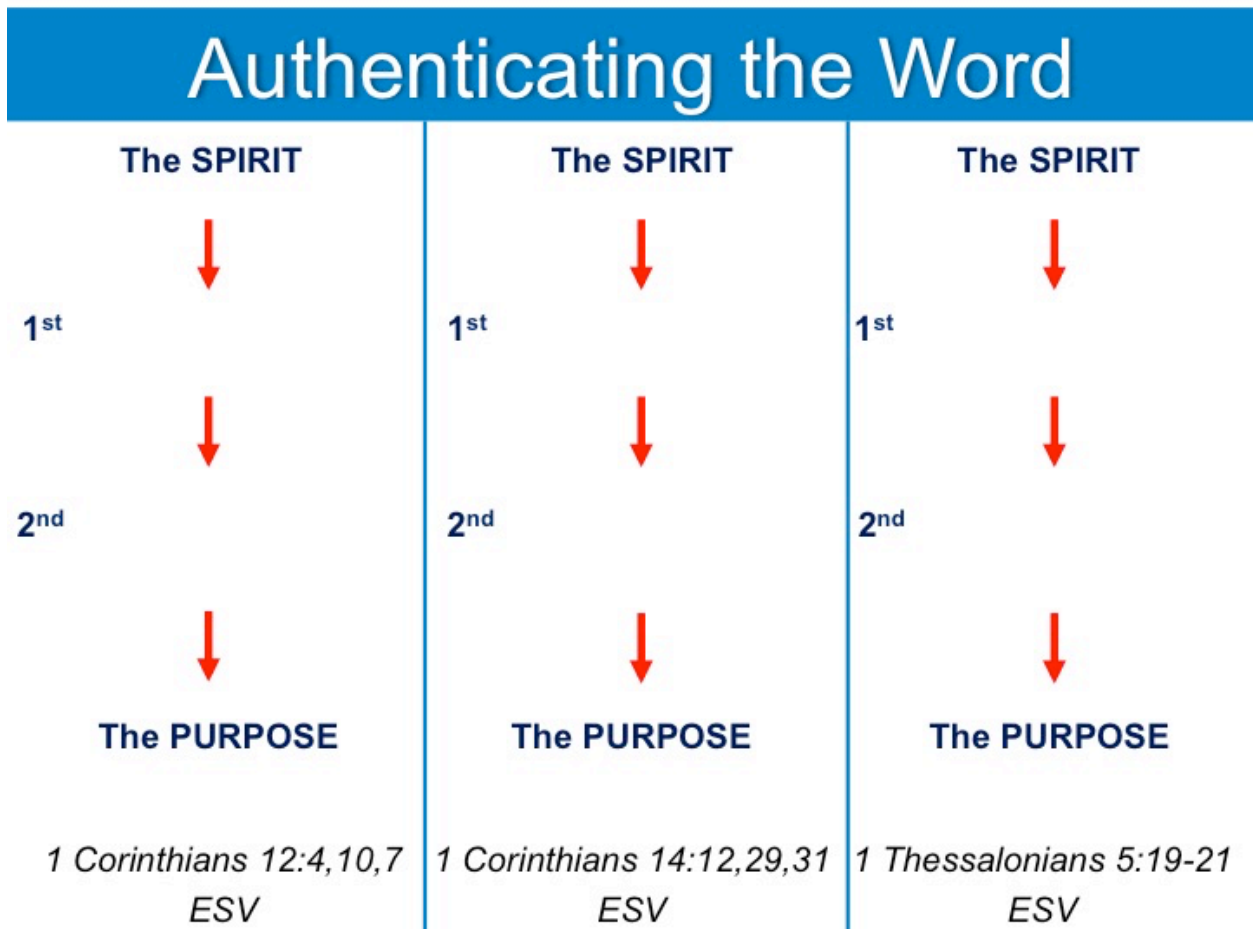 Authenticating the Word
The SPIRIT
1st
2nd
The PURPOSE
1 Corinthians 12:4,10,7
ESV
The SPIRIT
1st
2nd
The PURPOSE
1 Corinthians 14:12,29,31
ESV
The SPIRIT
1st
2nd
The PURPOSE
1 Thessalonians 5:19-21
ESV